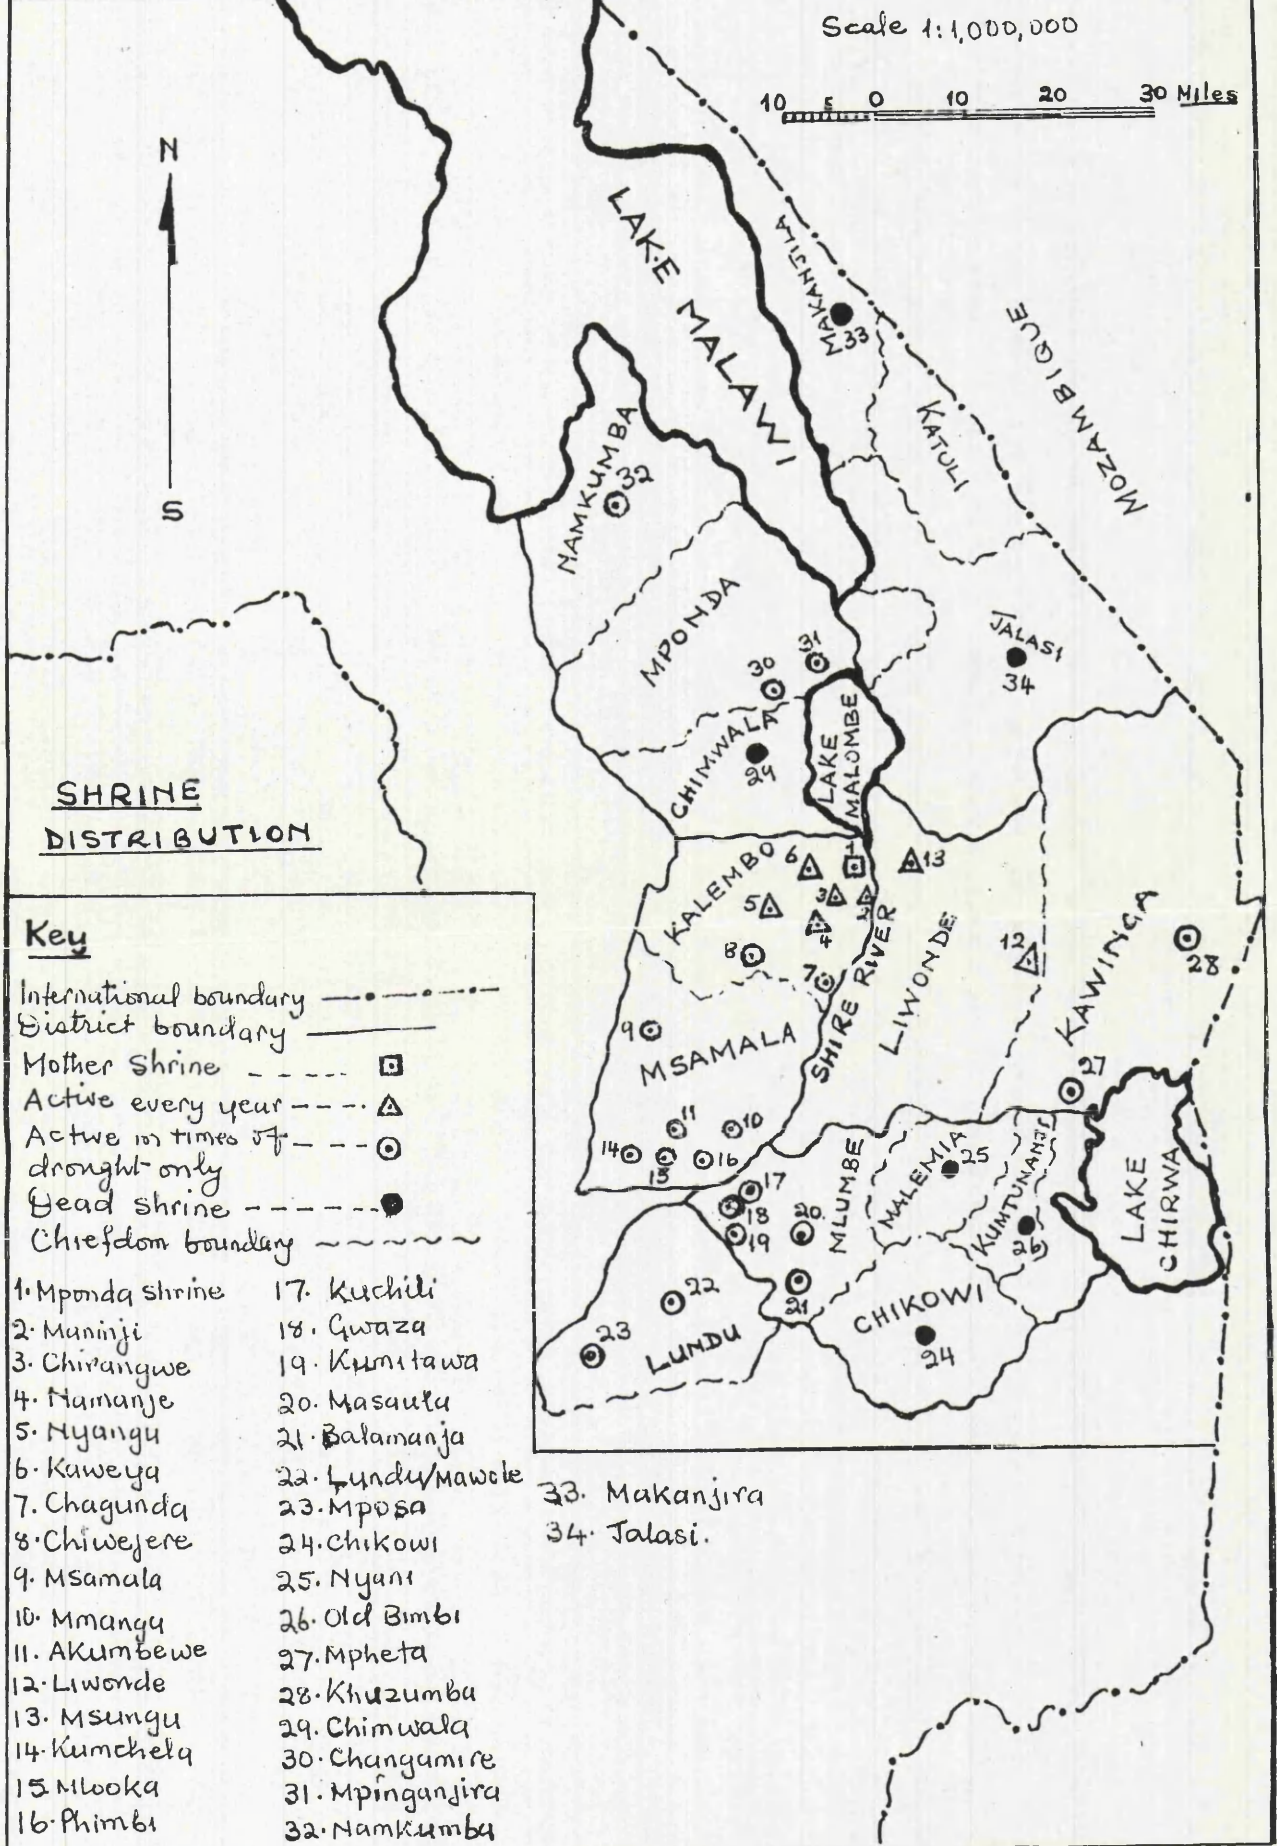 Scale 1:1,000,000
10 5 0 10 20 30 Miles
N
S
LAKE MALAWI
MAKANJILA
33
MOZAMBIQUE
KATULI
NAMKUMBA
32
MPONDA
JALASI
34
31
30
CHIMWALA
29
LAKE
MALOMBE
SHRINE
DISTRIBUTION
KALEMBO
6
1
13
5
3
4
8
7
SHIRE RIVER
LIWONDE
12
KAWINGA
28
9
MSAMALA
27
11
10
14
15
16
17
18
19
20
21
MLUMBE
MALEMIA
25
KUMTUMANJI
26
LAKE
CHIRWA
22
23
LUNDU
CHIKOWI
24
Key
International boundary
District boundary
Mother Shrine
Active every year
Active in times of
drought only
Dead shrine
Chiefdom boundary
1. Mponda shrine
2. Maninji
3. Chirangwe
4. Namanje
5. Nyangu
6. Kaweya
7. Chagunda
8. Chiwejere
9. Msamala
10. Mmangu
11. Akumbewe
12. Liwonde
13. Msungu
14. Kumchela
15 Mlooka
16. Phimbi
17. Kuchili
18. Gwaza
19. Kumitawa
20. Masaula
21. Balamanja
22. Lundu/Mawole
23. Mposa
24. Chikowi
25. Nyani
26. Old Bimbi
27. Mpheta
28. Khuzumba
29. Chimwala
30. Changamire
31. Mpinganjira
32. Namkumba
33. Makanjira
34. Jalasi.